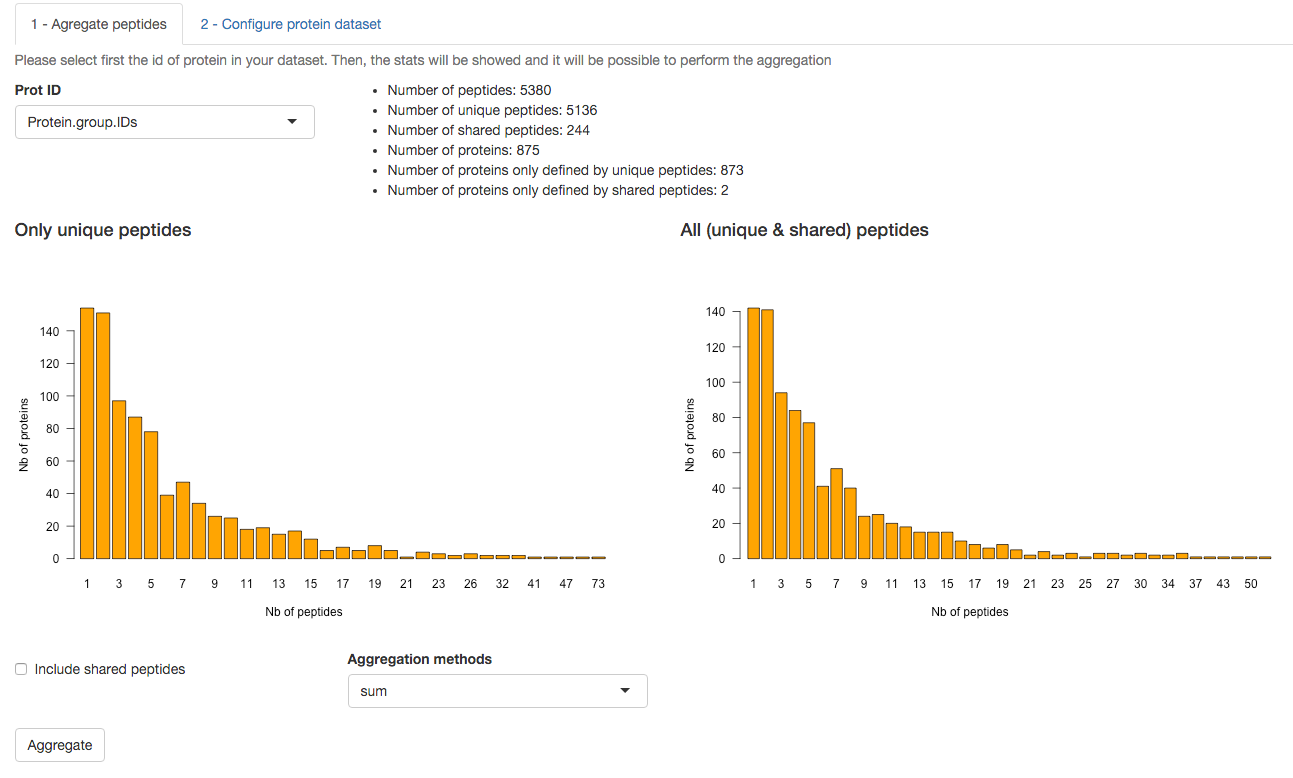 1 - Agregate peptides
2 - Configure protein dataset
Please select first the id of protein in your dataset. Then, the stats will be showed and it will be possible to perform the aggregation
Prot ID
Protein.group.IDs
• Number of peptides: 5380
• Number of unique peptides: 5136
• Number of shared peptides: 244
• Number of proteins: 875
• Number of proteins only defined by unique peptides: 873
• Number of proteins only defined by shared peptides: 2
Only unique peptides
Nb of proteins
140
120
100
80
60
40
20
0
1 3 5 7 9 11 13 15 17 19 21 23 26 32 41 47 73
Nb of peptides
All (unique & shared) peptides
Nb of proteins
140
120
100
80
60
40
20
0
1 3 5 7 9 11 13 15 17 19 21 23 25 27 30 34 37 43 50
Nb of peptides
Include shared peptides
Aggregation methods
sum
Aggregate